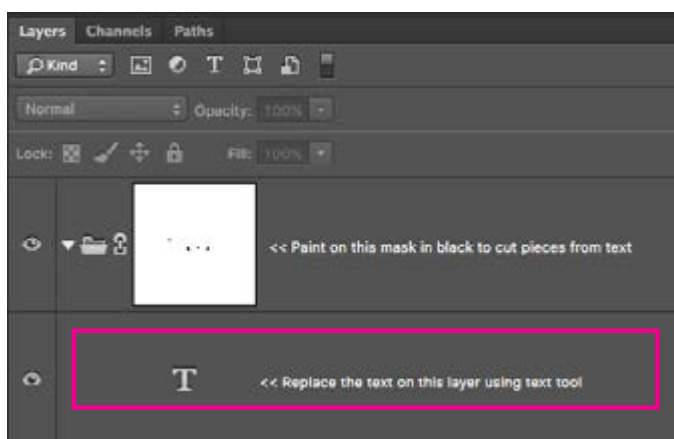 Layers Channels Paths
Kind T
Normal Opacity: 100%
Lock: Fill: 100%
<< Paint on this mask in black to cut pieces from text
T << Replace the text on this layer using text tool